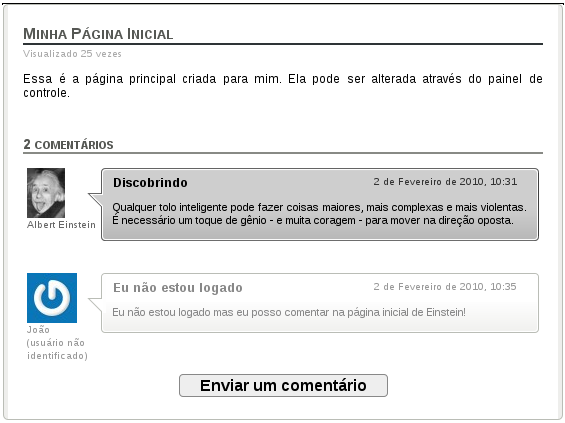 Minha Página Inicial
Visualizado 25 vezes
Essa é a página principal criada para mim. Ela pode ser alterada através do painel de
controle.
2 comentários
Discobrindo
2 de Fevereiro de 2010, 10:31
Qualquer tolo inteligente pode fazer coisas maiores, mais complexas e mais violentas.
É necessário um toque de gênio - e muita coragem - para mover na direção oposta.
Albert Einstein
Eu não estou logado
2 de Fevereiro de 2010, 10:35
Eu não estou logado mas eu posso comentar na página inicial de Einstein!
João
(usuário não
identificado)
Enviar um comentário